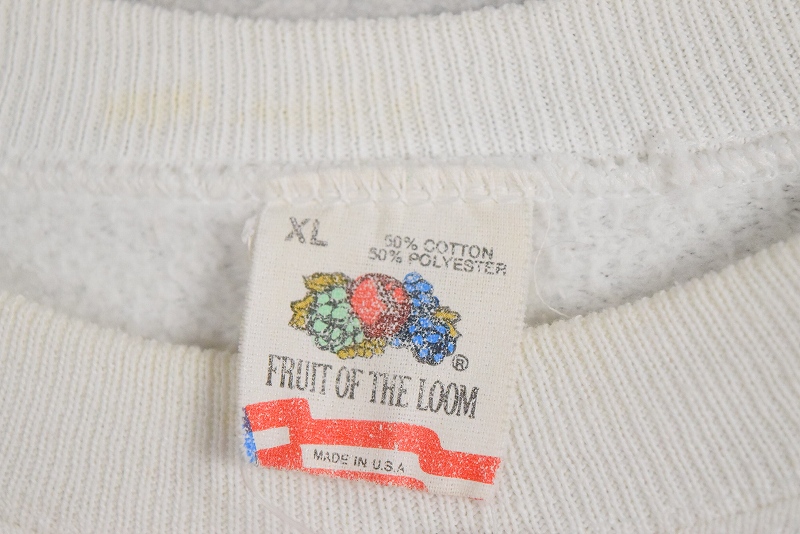 XL
50% COTTON
50% POLYESTER
®
FRUIT OF THE LOOM
MADE IN U.S.A